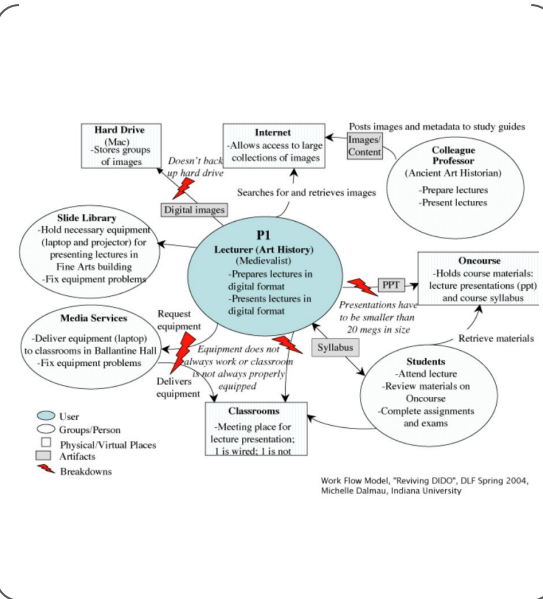 Hard Drive
(Mac)
-Stores groups
of images
Internet
-Allows access to large
collections of images
Posts images and metadata to study guides
Images/
Content
Colleague
Professor
(Ancient Art Historian)
-Prepare lectures
-Present lectures
Doesn't back
up hard drive
Digital images
Searches for and retrieves images
Slide Library
-Hold necessary equipment
(laptop and projector) for
presenting lectures in
Fine Arts building
-Fix equipment problems
P1
Lecturer (Art History)
(Medievalist)
-Prepares lectures in
digital format
-Presents lectures in
digital format
PPT
Presentations have
to be smaller than
20 megs in size
Oncourse
-Holds course materials:
lecture presentations (ppt)
and course syllabus
Media Services
-Deliver equipment (laptop)
to classrooms in Ballantine Hall
-Fix equipment problems
Request
equipment
Delivers
equipment
Equipment does not
always work or classroom
is not always properly
equipped
Syllabus
Retrieve materials
Students
-Attend lecture
-Review materials on
Oncourse
-Complete assignments
and exams
Classrooms
-Meeting place for
lecture presentation;
1 is wired; 1 is not
User
Groups/Person
Physical/Virtual Places
Artifacts
Breakdowns
Work Flow Model, "Reviving DIDO", DLF Spring 2004,
Michelle Dalmau, Indiana University